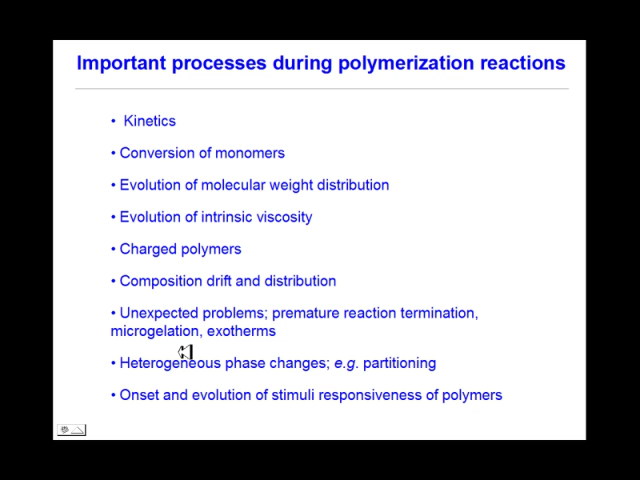 Important processes during polymerization reactions
• Kinetics
• Conversion of monomers
• Evolution of molecular weight distribution
• Evolution of intrinsic viscosity
• Charged polymers
• Composition drift and distribution
• Unexpected problems; premature reaction termination,
microgelation, exotherms
• Heterogeneous phase changes; e.g. partitioning
• Onset and evolution of stimuli responsiveness of polymers